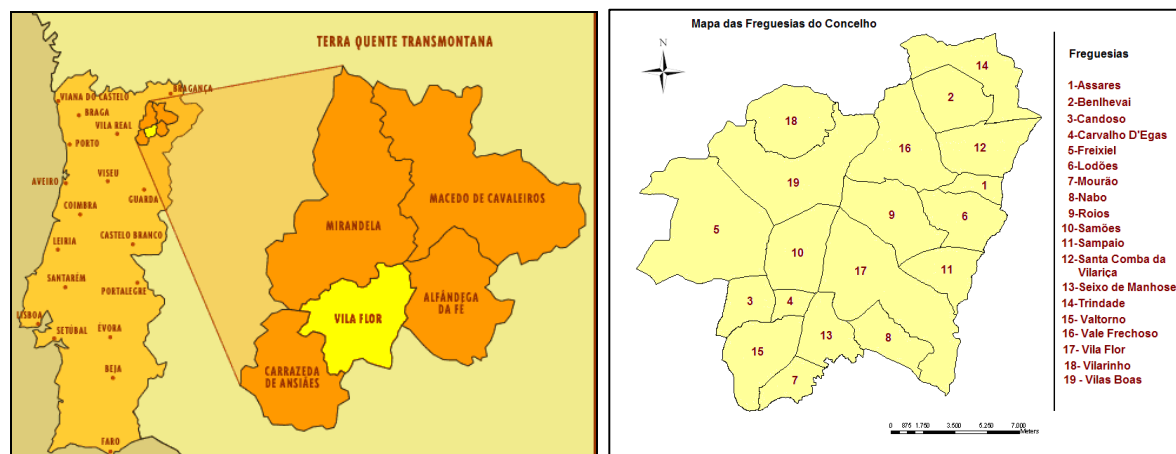 TERRA QUENTE TRANSMONTANA
BRAGANÇA
VIANA DO CASTELO
BRAGA
VILA REAL
PORTO
VISEU
AVEIRO
GUARDA
COIMBRA
CASTELO BRANCO
LEIRIA
SANTARÉM
PORTALEGRE
LISBOA
SETÚBAL
ÉVORA
BEJA
FARO
MACEDO DE CAVALEIROS
MIRANDELA
ALFÂNDEGA
DA FÉ
VILA FLOR
CARRAZEDA
DE ANSIÃES
Mapa das Freguesias do Concelho
N
14
2
18
16
12
19
1
9
6
5
10
17
11
3
4
13
8
15
7
0 875 1.750 3.500 5.250 7.000
Meters
Freguesias
1-Assares
2-Benlhevai
3-Candoso
4-Carvalho D'Egas
5-Freixiel
6-Lodões
7-Mourão
8-Nabo
9-Roios
10-Samões
11-Sampaio
12-Santa Comba da
Vilariça
13-Seixo de Manhose
14-Trindade
15- Valtorno
16- Vale Frechoso
17- Vila Flor
18- Vilarinho
19 - Vilas Boas